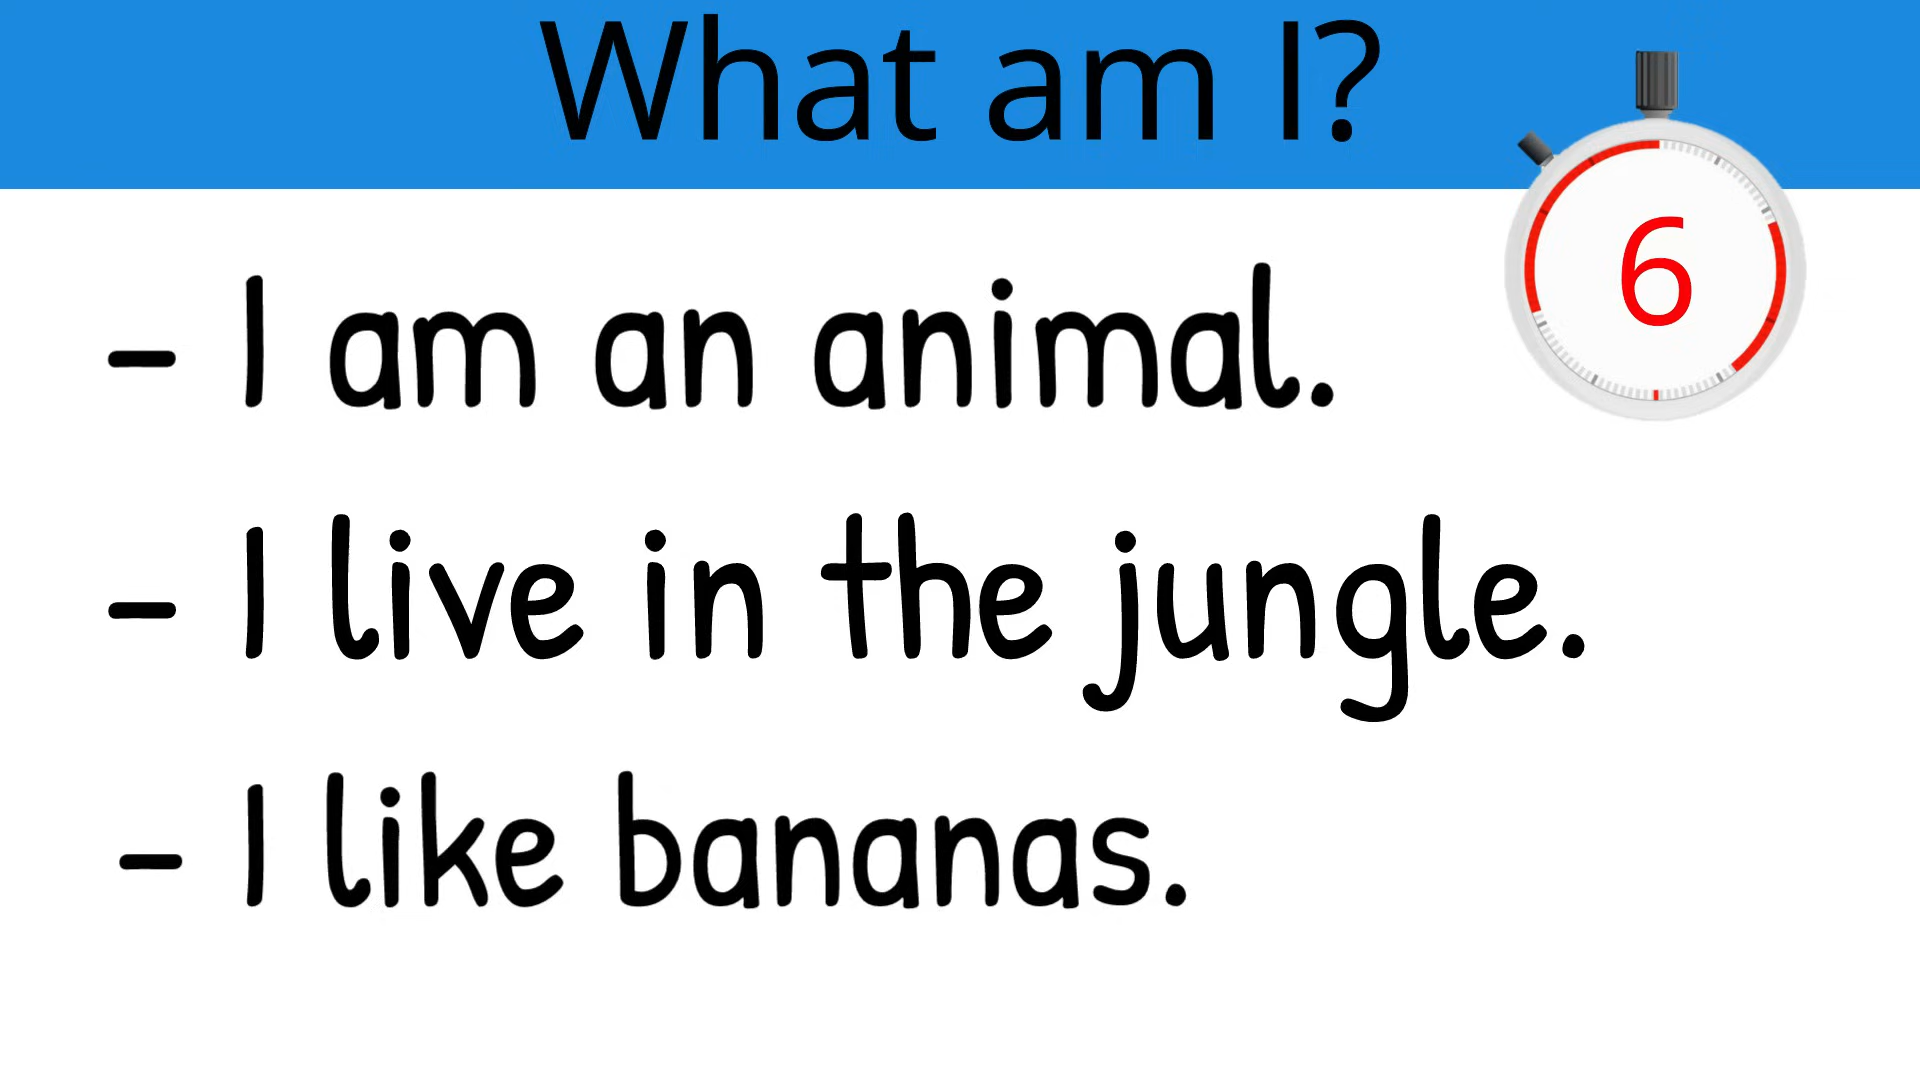 What am I?
6
- I am an animal.
- I live in the jungle.
- I like bananas.